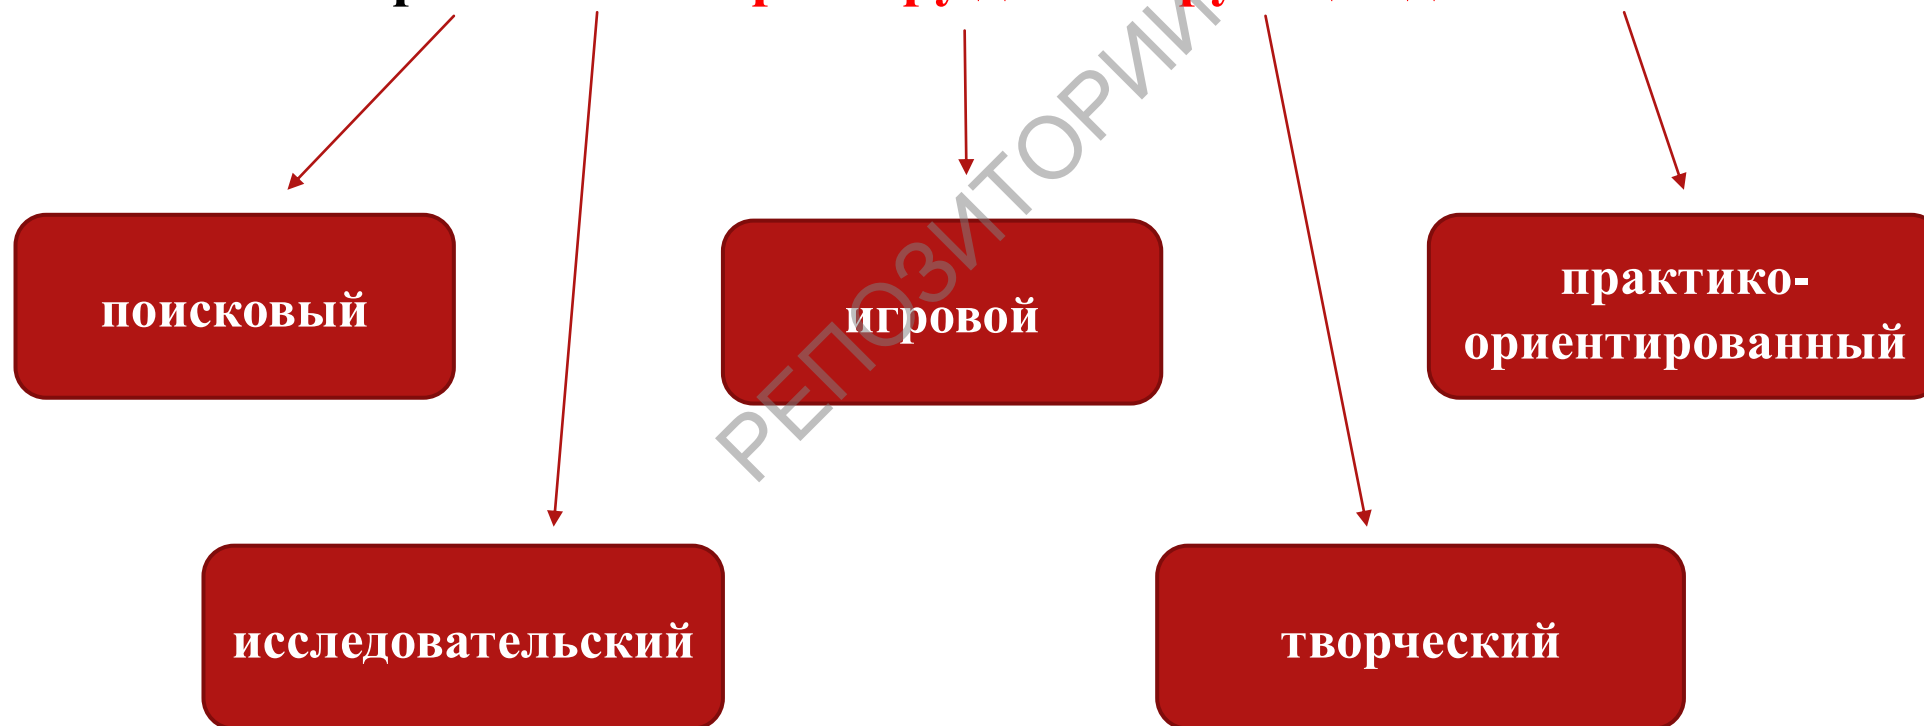 поисковый
игровой
практико-
ориентированный
исследовательский
творческий
РЕПОЗИТОРИЙ